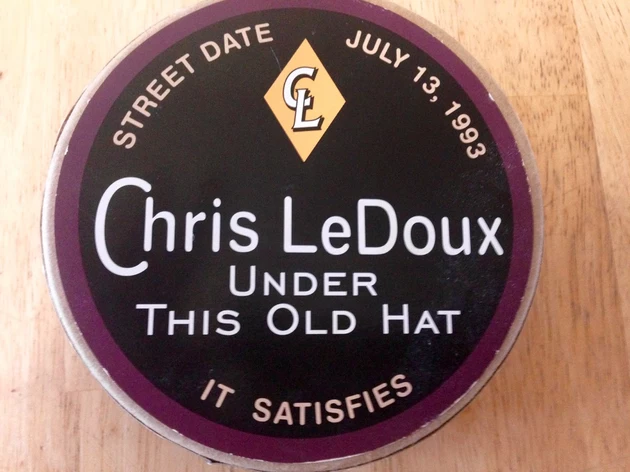 STREET DATE JULY 13, 1993
CL
Chris LeDoux
UNDER
THIS OLD HAT
IT SATISFIES